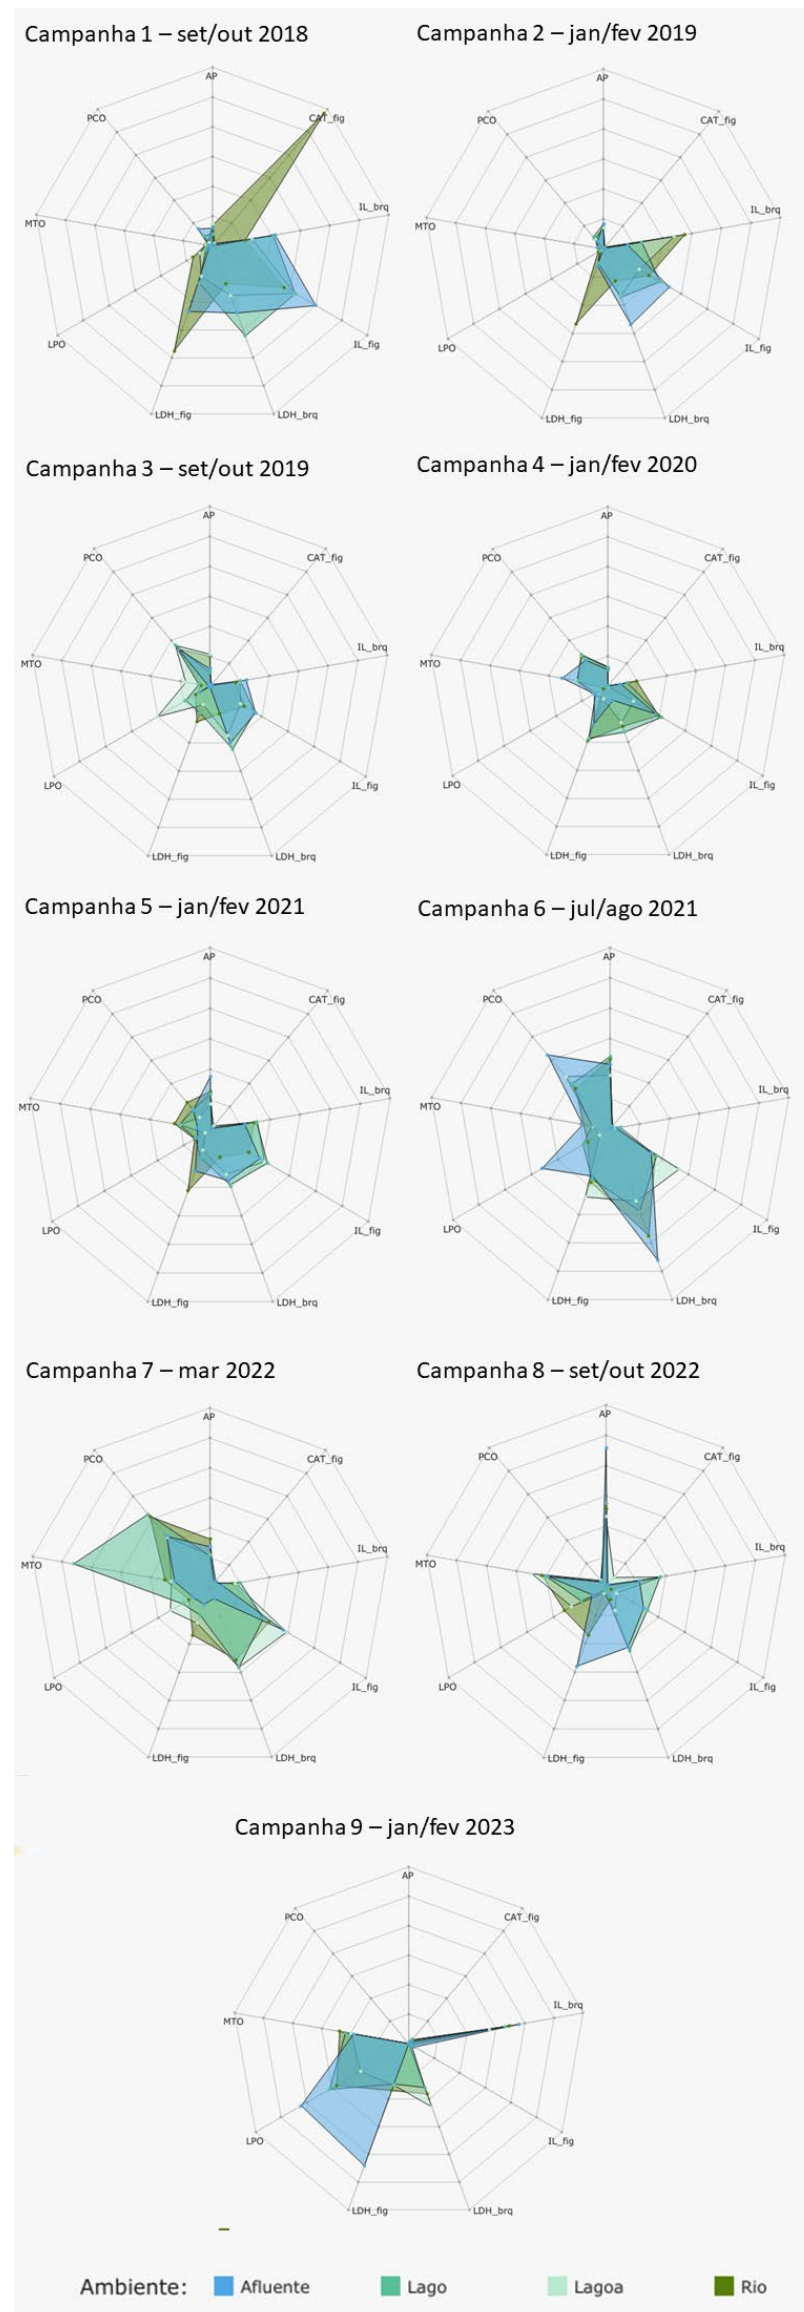 Campanha 1 – set/out 2018
Campanha 2 – jan/fev 2019
AP
CAT_fig
IL_brq
IL_fig
LDH_brq
LDH_fig
LPO
MTO
PCO
AP
CAT_fig
IL_brq
IL_fig
LDH_brq
LDH_fig
LPO
MTO
PCO
Campanha 3 – set/out 2019
Campanha 4 – jan/fev 2020
AP
CAT_fig
IL_brq
IL_fig
LDH_brq
LDH_fig
LPO
MTO
PCO
AP
CAT_fig
IL_brq
IL_fig
LDH_brq
LDH_fig
LPO
MTO
PCO
Campanha 5 – jan/fev 2021
Campanha 6 – jul/ago 2021
AP
CAT_fig
IL_brq
IL_fig
LDH_brq
LDH_fig
LPO
MTO
PCO
AP
CAT_fig
IL_brq
IL_fig
LDH_brq
LDH_fig
LPO
MTO
PCO
Campanha 7 – mar 2022
Campanha 8 – set/out 2022
AP
CAT_fig
IL_brq
IL_fig
LDH_brq
LDH_fig
LPO
MTO
PCO
AP
CAT_fig
IL_brq
IL_fig
LDH_brq
LDH_fig
LPO
MTO
PCO
Campanha 9 – jan/fev 2023
AP
CAT_fig
IL_brq
IL_fig
LDH_brq
LDH_fig
LPO
MTO
PCO
Ambiente: Afluente Lago Lagoa Rio